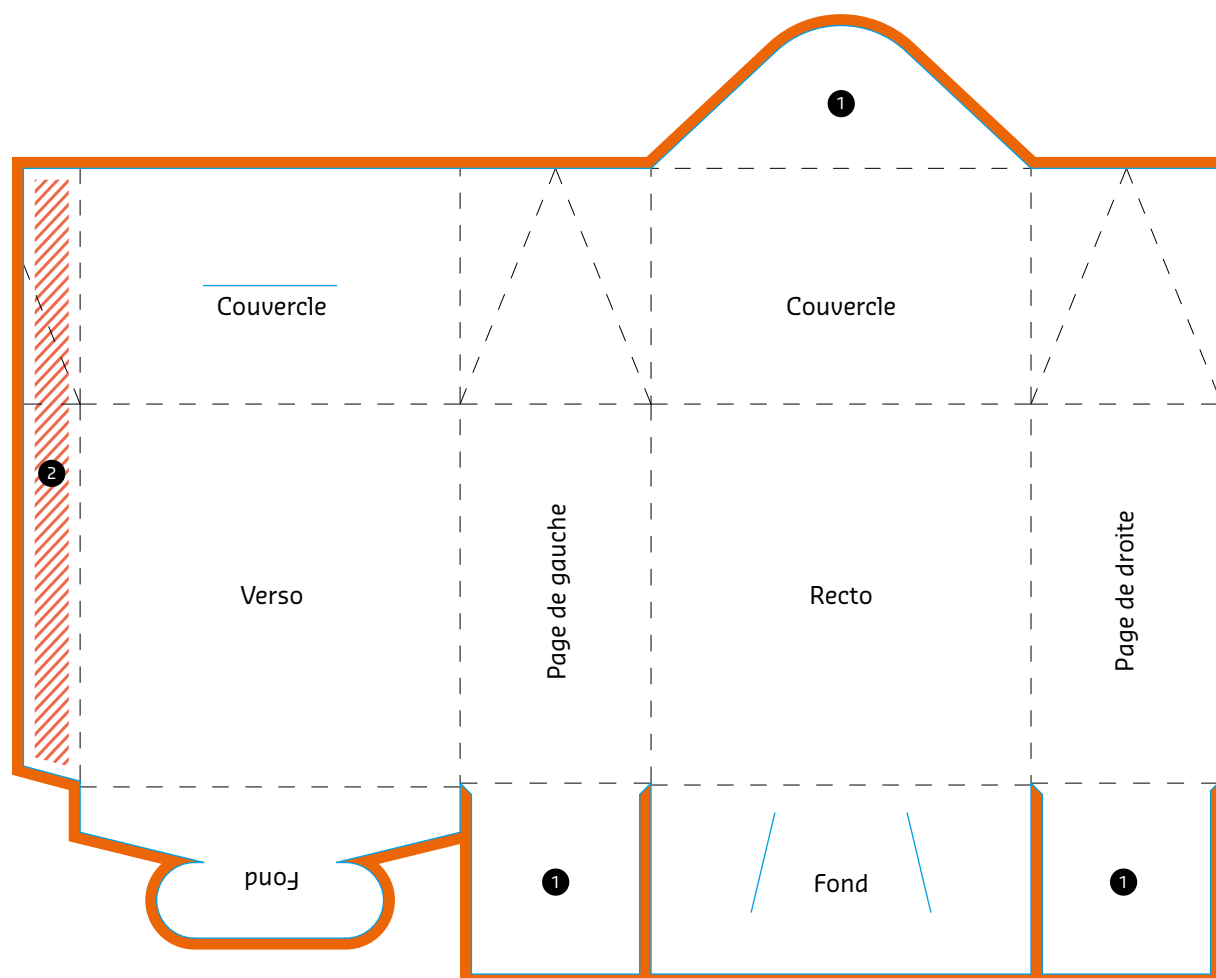 1
Couvercle
Couvercle
2
Verso
Page de gauche
Recto
Page de droite
Fond
1
Fond
1